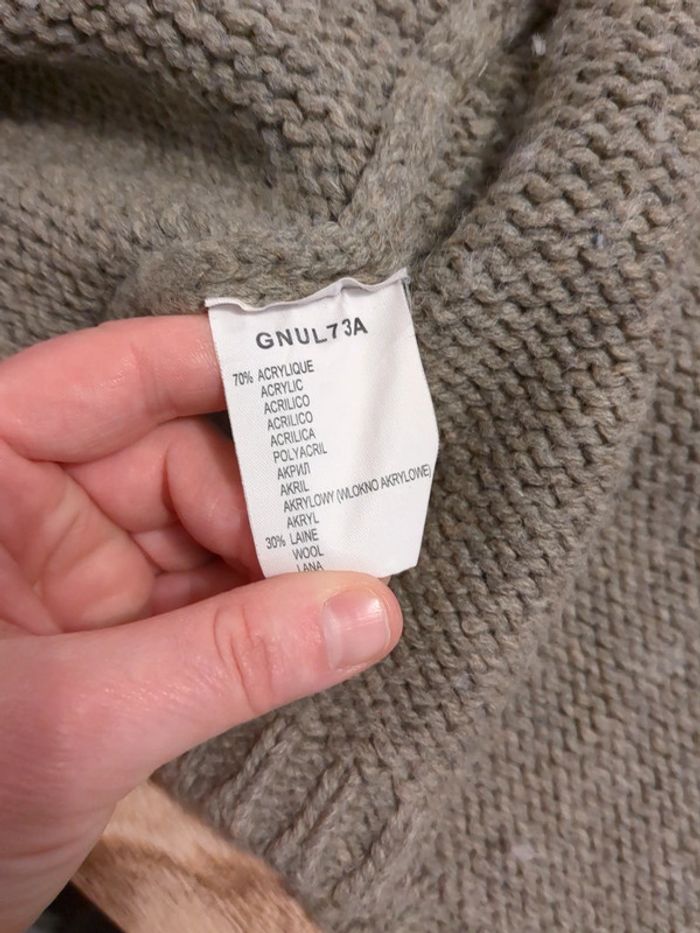 GNUL73A
70% ACRYLIQUE
ACRYLIC
ACRILICO
ACRILICO
ACRILICA
POLYACRIL
АКРИЛ
AKRIL
AKRYLOWY (WLOKNO AKRYLOWE)
AKRYL
30% LAINE
WOOL
LANA